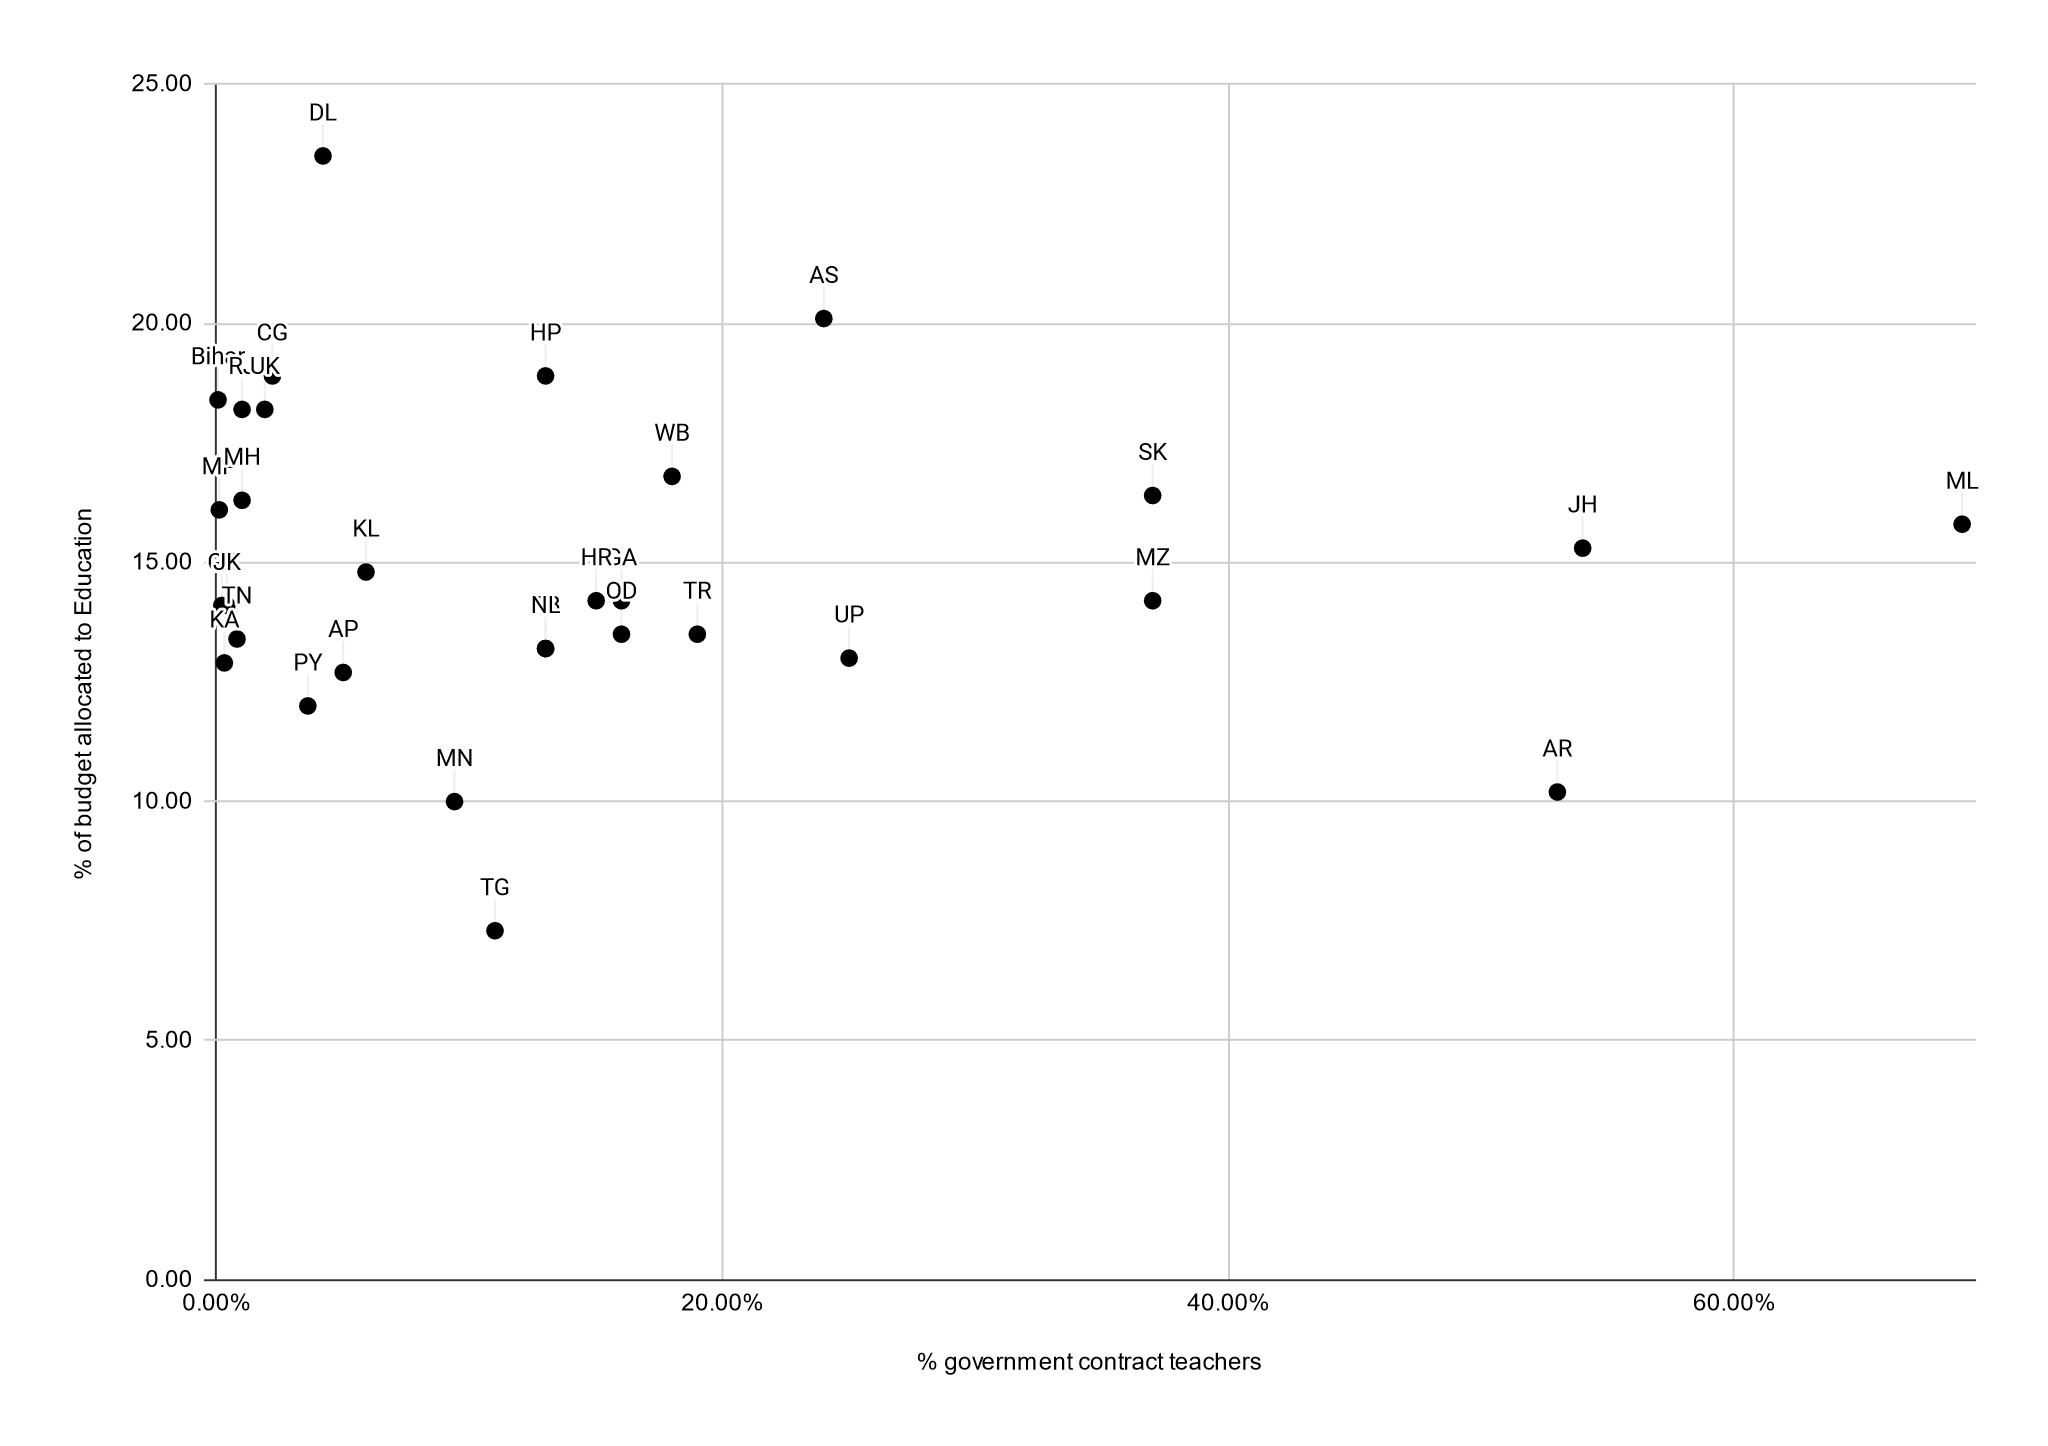 25.00
DL
AS
20.00
CG
HP
UK
WB
MH
SK
ML
JH
KL
15.00
JK
HR
GA
MZ
OD
TR
TN
UP
KA
AP
PY
MN
AR
10.00
TG
5.00
0.00
0.00%
20.00%
40.00%
60.00%
% of budget allocated to Education
% government contract teachers